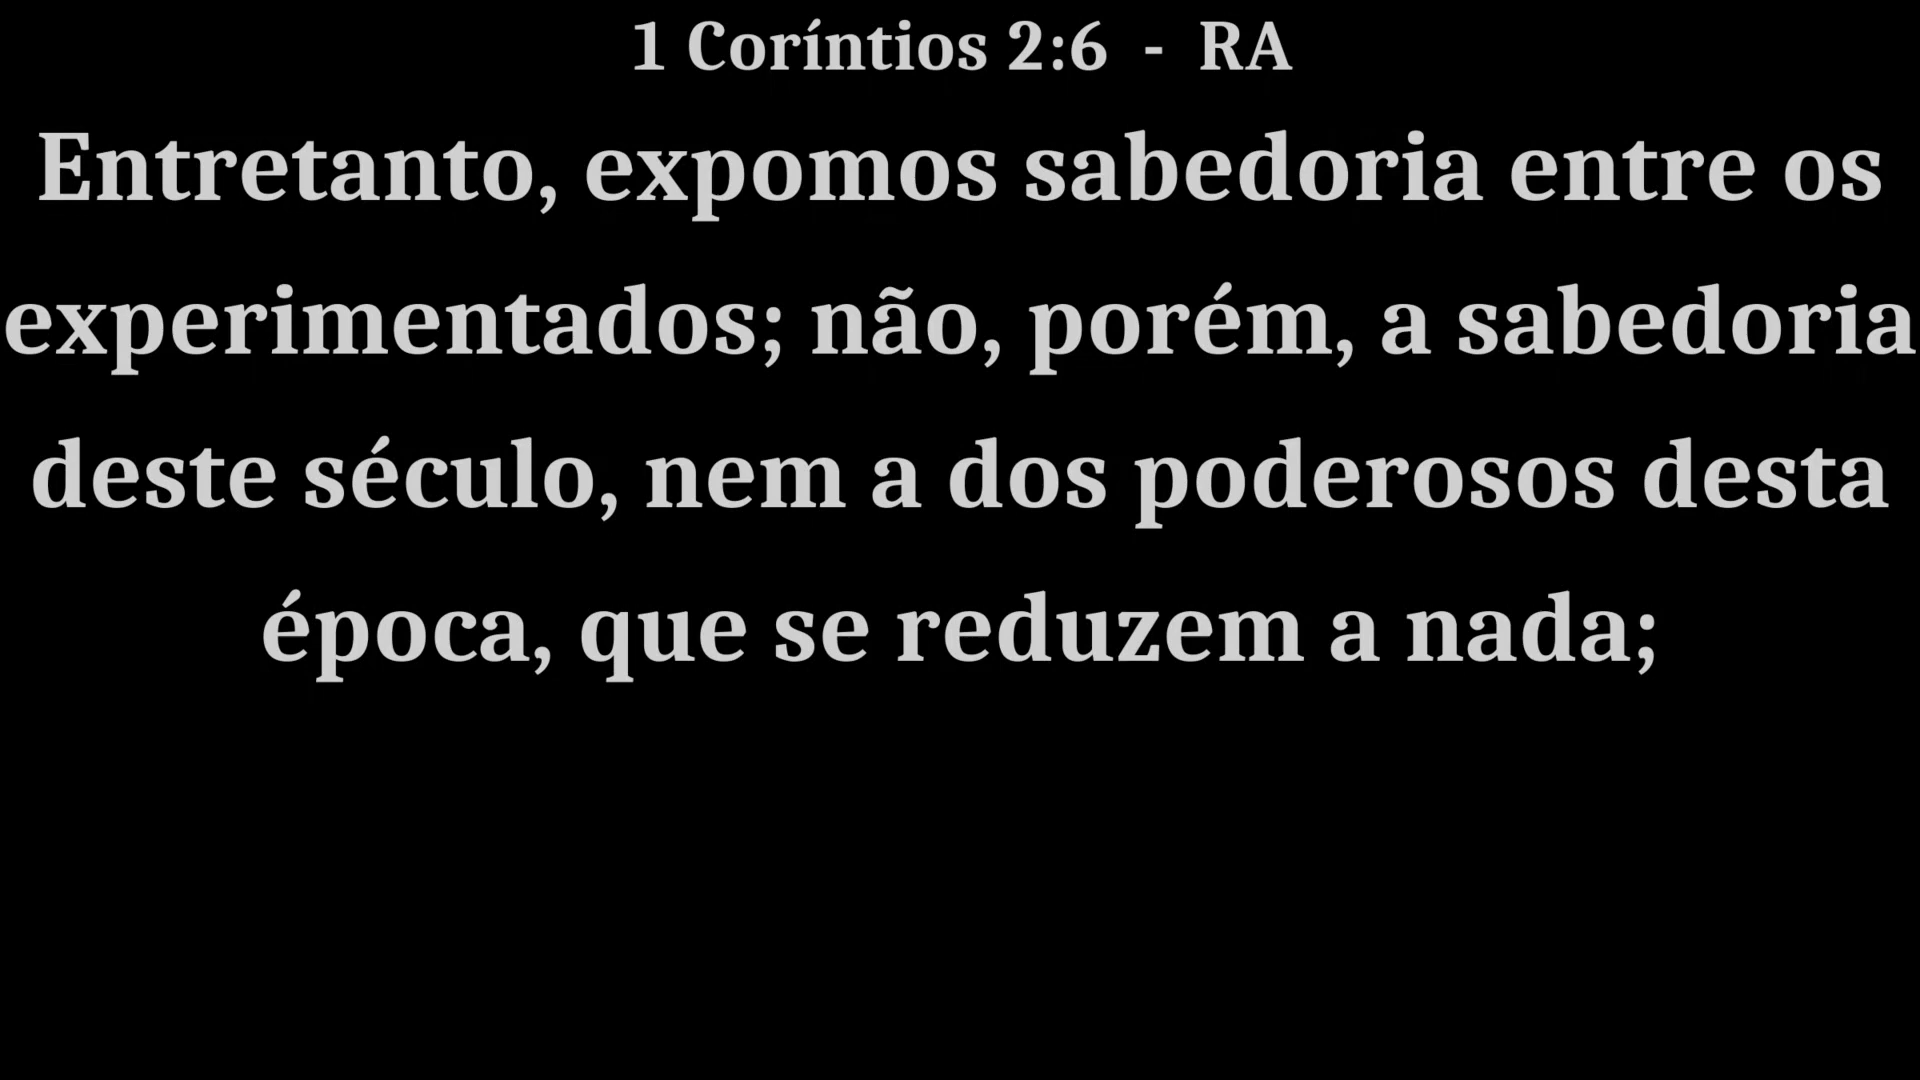 1 Coríntios 2:6 - RA
Entretanto, expomos sabedoria entre os
experimentados; não, porém, a sabedoria
deste século, nem a dos poderosos desta
época, que se reduzem a nada;